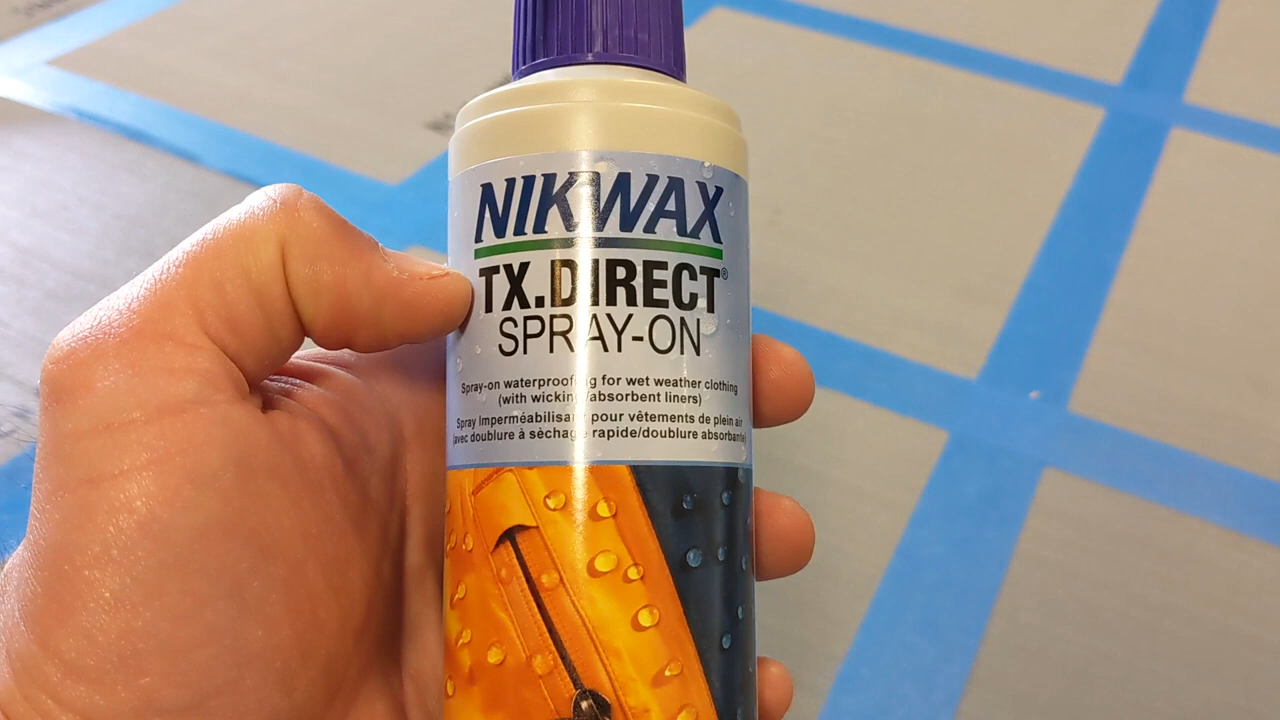 NIKWAX
TX.DIRECT®
SPRAY-ON
Spray-on waterproofing for wet weather clothing
(with wicking/absorbent liners)
Spray Imperméabilisant pour vêtements de plein air
(avec doublure à sèchage rapide/doublure absorbante)